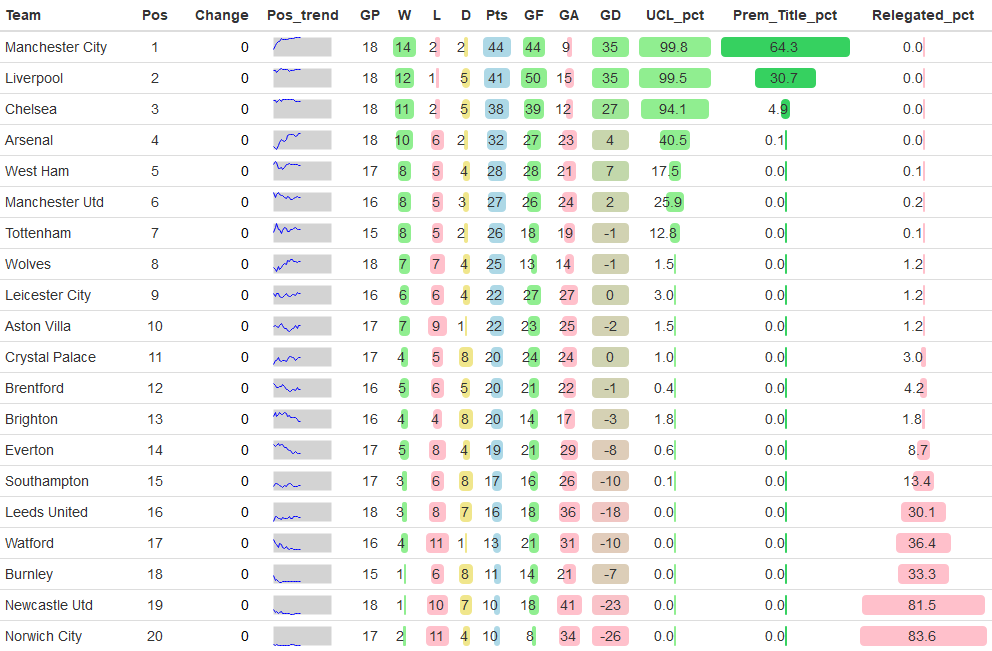 Team Pos Change Pos_trend GP W L D Pts GF GA GD UCL_pct Prem_Title_pct Relegated_pct
Manchester City 1 0 18 14 2 2 44 44 9 35 99.8 64.3 0.0
Liverpool 2 0 18 12 1 5 41 50 15 35 99.5 30.7 0.0
Chelsea 3 0 18 11 2 5 38 39 12 27 94.1 4.9 0.0
Arsenal 4 0 18 10 6 2 32 27 23 4 40.5 0.1 0.0
West Ham 5 0 17 8 5 4 28 28 21 7 17.5 0.0 0.1
Manchester Utd 6 0 16 8 5 3 27 26 24 2 25.9 0.0 0.2
Tottenham 7 0 15 8 5 2 26 18 19 -1 12.8 0.0 0.1
Wolves 8 0 18 7 7 4 25 13 14 -1 1.5 0.0 1.2
Leicester City 9 0 16 6 6 4 22 27 27 0 3.0 0.0 1.2
Aston Villa 10 0 17 7 9 1 22 23 25 -2 1.5 0.0 1.2
Crystal Palace 11 0 17 4 5 8 20 24 24 0 1.0 0.0 3.0
Brentford 12 0 16 5 6 5 20 21 22 -1 0.4 0.0 4.2
Brighton 13 0 16 4 4 8 20 14 17 -3 1.8 0.0 1.8
Everton 14 0 17 5 8 4 19 21 29 -8 0.6 0.0 8.7
Southampton 15 0 17 3 6 8 17 16 26 -10 0.1 0.0 13.4
Leeds United 16 0 18 3 8 7 16 18 36 -18 0.0 0.0 30.1
Watford 17 0 16 4 11 1 13 21 31 -10 0.0 0.0 36.4
Burnley 18 0 15 1 6 8 11 14 21 -7 0.0 0.0 33.3
Newcastle Utd 19 0 18 1 10 7 10 18 41 -23 0.0 0.0 81.5
Norwich City 20 0 17 2 11 4 10 8 34 -26 0.0 0.0 83.6